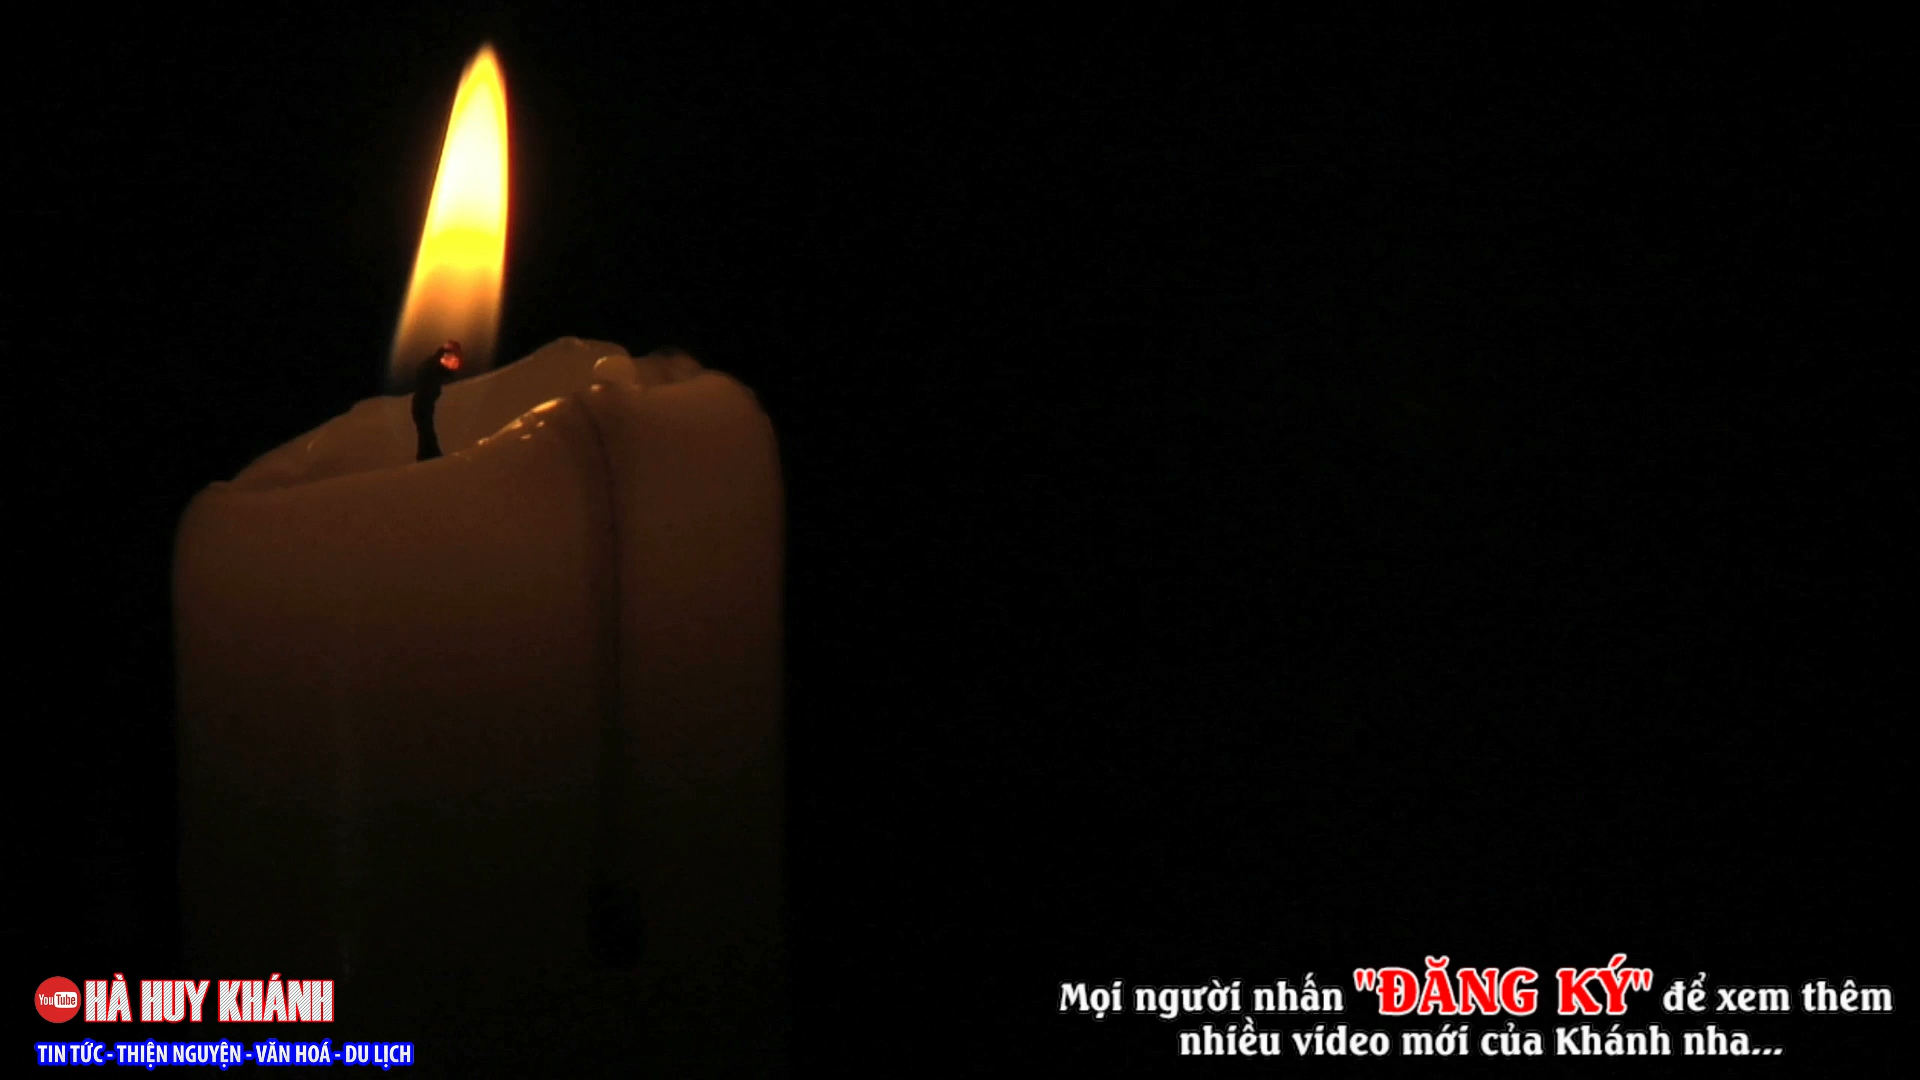 YouTube HÀ HUY KHÁNH
TIN TỨC - THIỆN NGUYỆN - VĂN HOÁ - DU LỊCH
Mọi người nhấn "ĐĂNG KÝ" để xem thêm
nhiều video mới của Khánh nha...